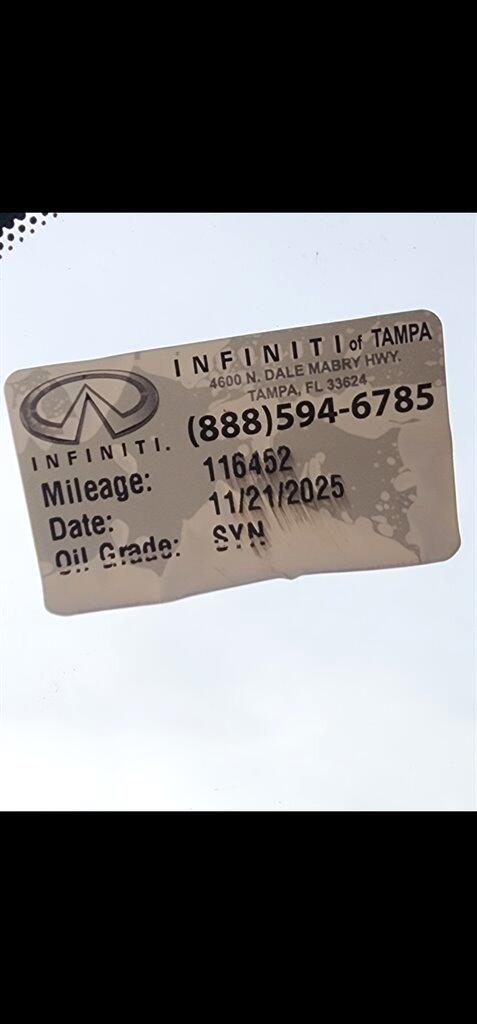 INFINITI of TAMPA
4600 N. DALE MABRY HWY.
TAMPA, FL 33624
(888)594-6785
INFINITI.
Mileage: 116452
Date: 11/21/2025
Oil Grade: SYN